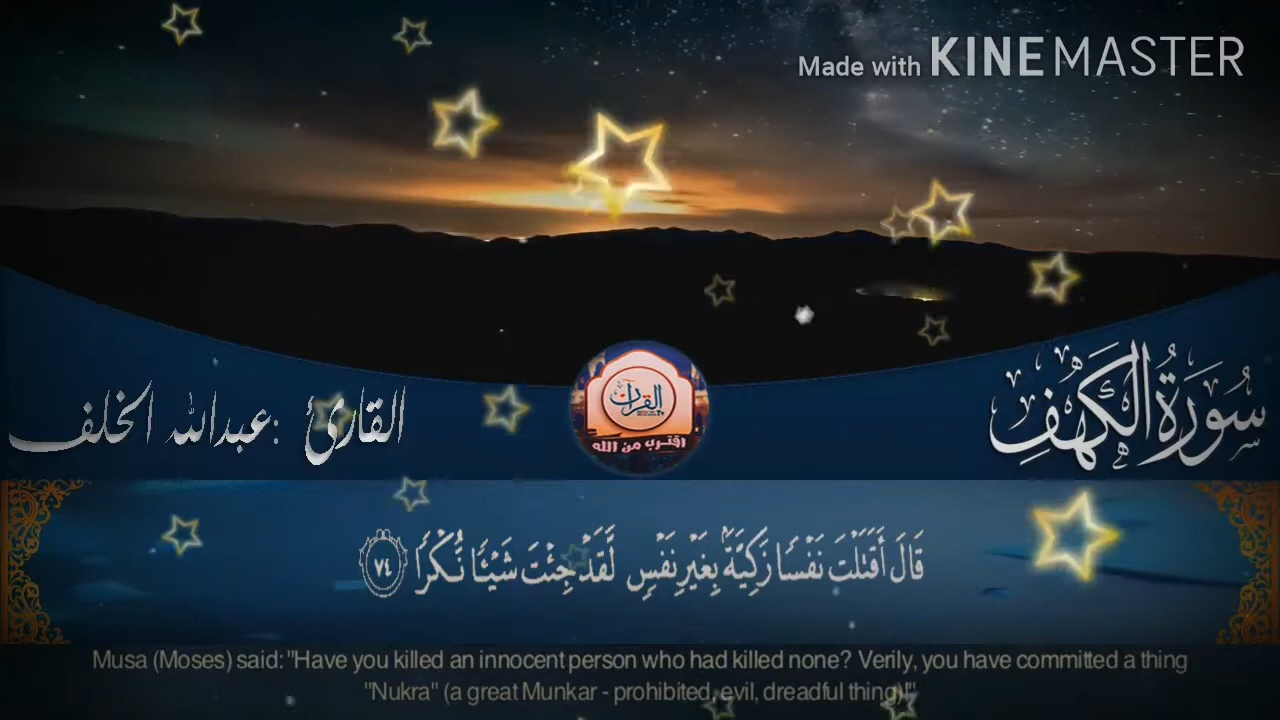 Made with KINEMASTER
سُورَةُ الكَهْفِ
القارئ :عبدالله الخلف
القرآن
اقترب من الله
قَالَ أَقَتَلْتَ نَفْسًا زَكِيَّةًۢ بِغَيْرِ نَفْسٍ لَّقَدْ جِئْتَ شَيْـًٔا نُّكْرًا ٧٤
Musa (Moses) said: "Have you killed an innocent person who had killed none? Verily, you have committed a thing
"Nukra" (a great Munkar - prohibited, evil, dreadful thing)!"